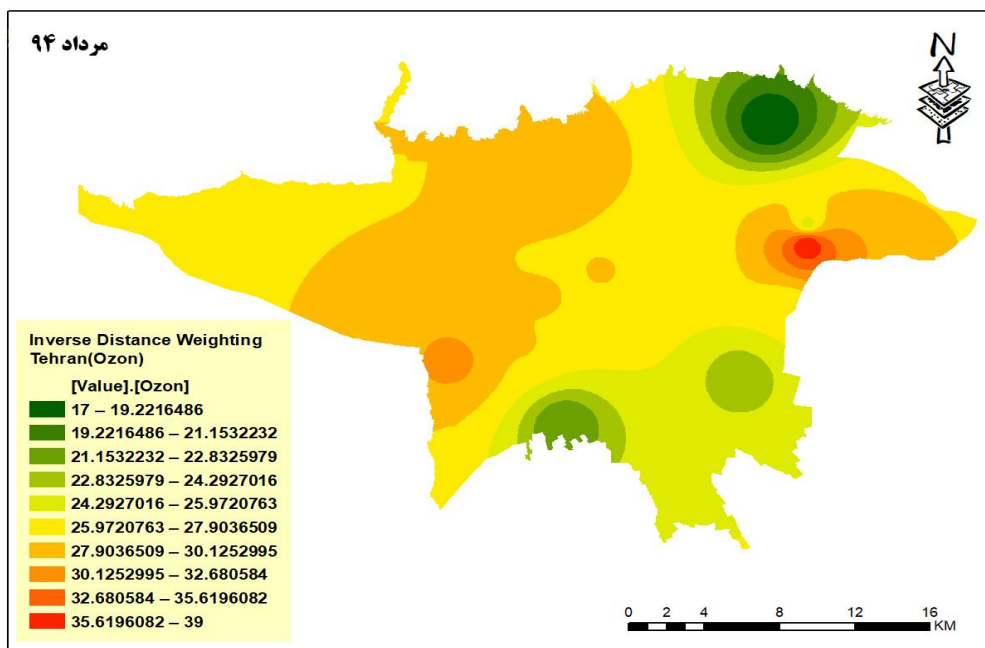 مرداد ۹۴
N
Inverse Distance Weighting
Tehran(Ozon)
[Value].[Ozon]
17 – 19.2216486
19.2216486 – 21.1532232
21.1532232 – 22.8325979
22.8325979 – 24.2927016
24.2927016 – 25.9720763
25.9720763 – 27.9036509
27.9036509 – 30.1252995
30.1252995 – 32.680584
32.680584 – 35.6196082
35.6196082 – 39
0 2 4 8 12 16
KM